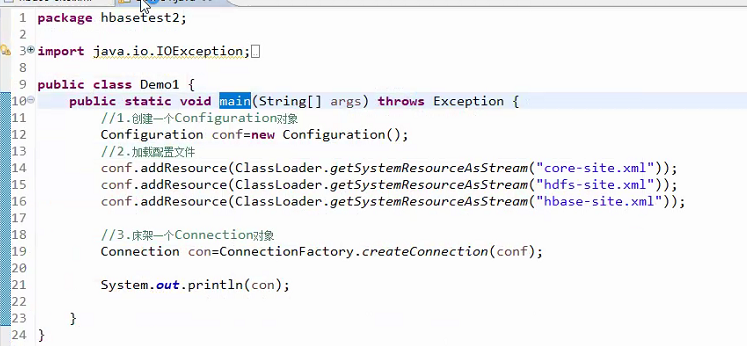 1 package hbasetest2;
2
3 import java.io.IOException;
8
9 public class Demo1 {
10 public static void main(String[] args) throws Exception {
11 //1.创建一个Configuration对象
12 Configuration conf=new Configuration();
13 //2.加载配置文件
14 conf.addResource(ClassLoader.getSystemResourceAsStream("core-site.xml"));
15 conf.addResource(ClassLoader.getSystemResourceAsStream("hdfs-site.xml"));
16 conf.addResource(ClassLoader.getSystemResourceAsStream("hbase-site.xml"));
17
18 //3.床架一个Connection对象
19 Connection con=ConnectionFactory.createConnection(conf);
20
21 System.out.println(con);
22
23 }
24 }